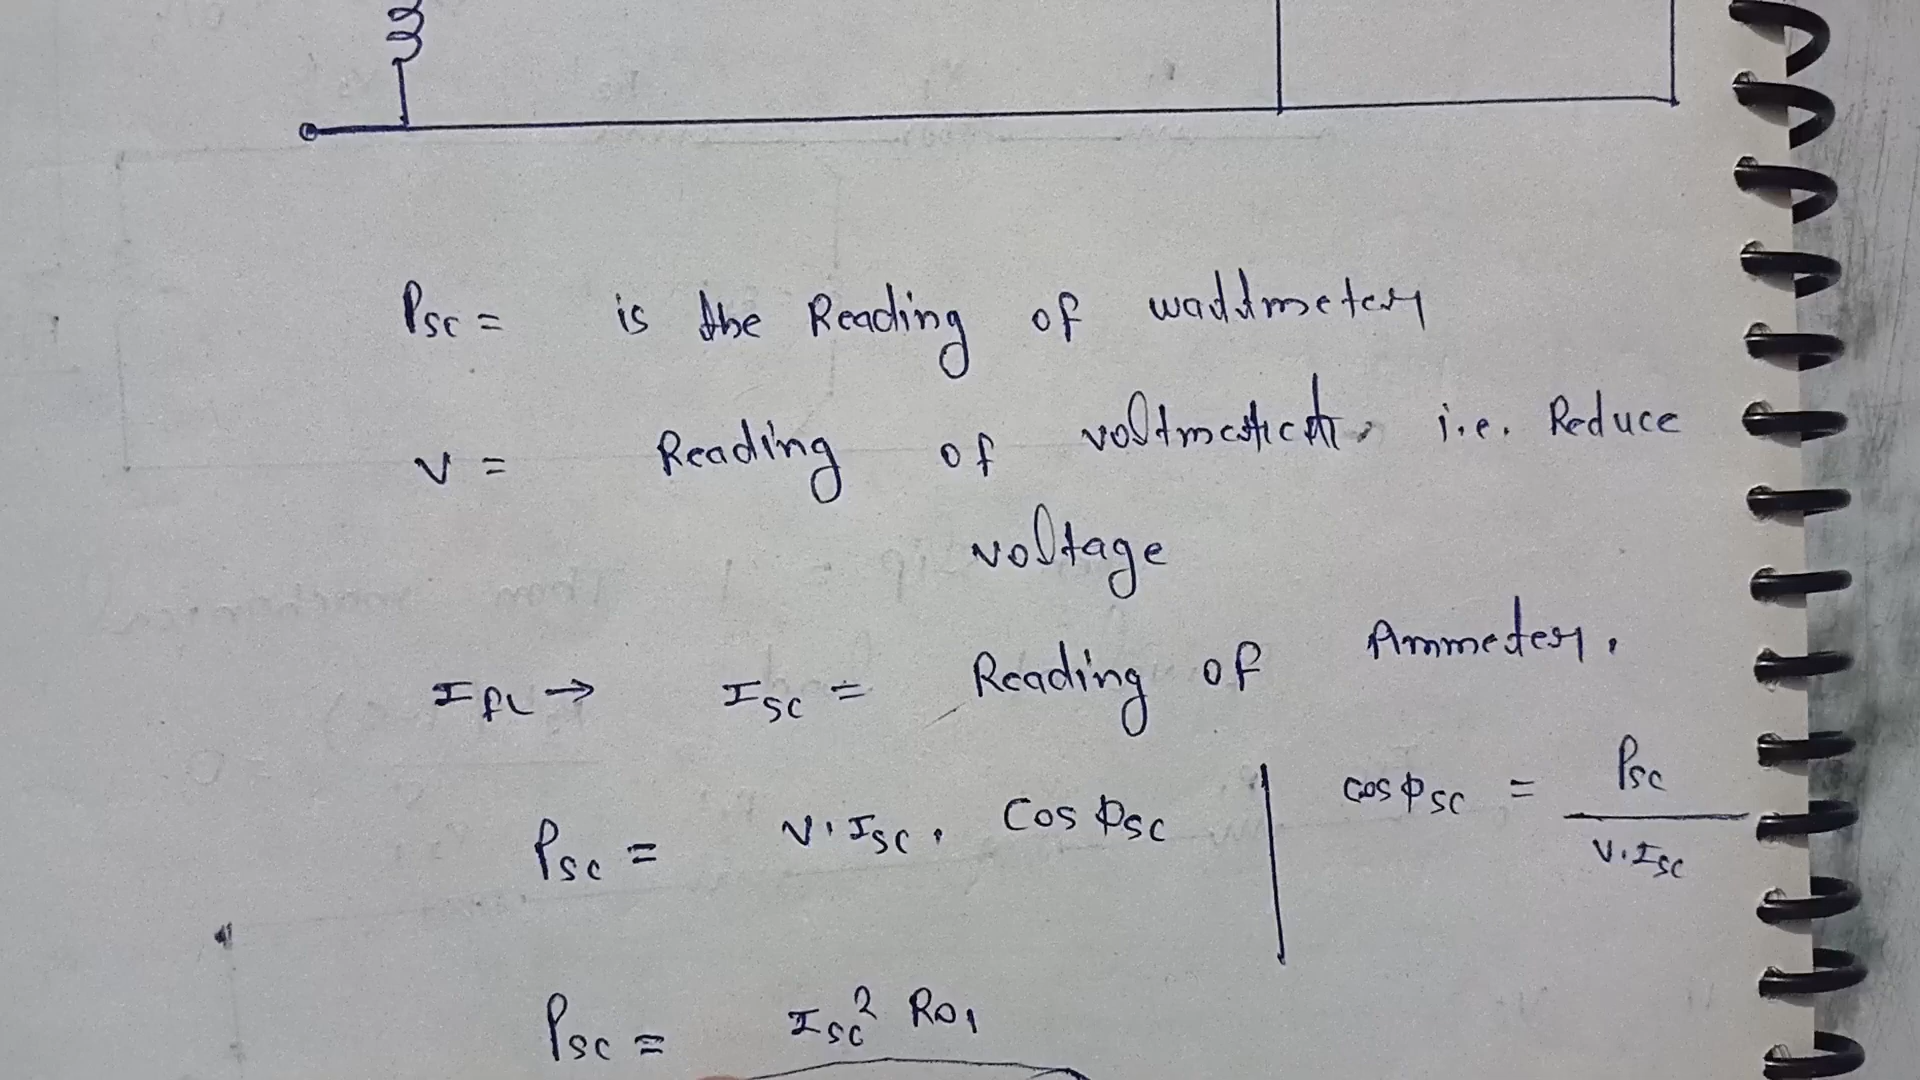 Psc = is the Reading of wattmeter
V = Reading of voltmeter i.e. Reduce
voltage
IfL → Isc = Reading of Ammeter.
Psc = V.Isc. Cos ϕsc | cos ϕsc = Psc / V.Isc
Psc = Isc² R01